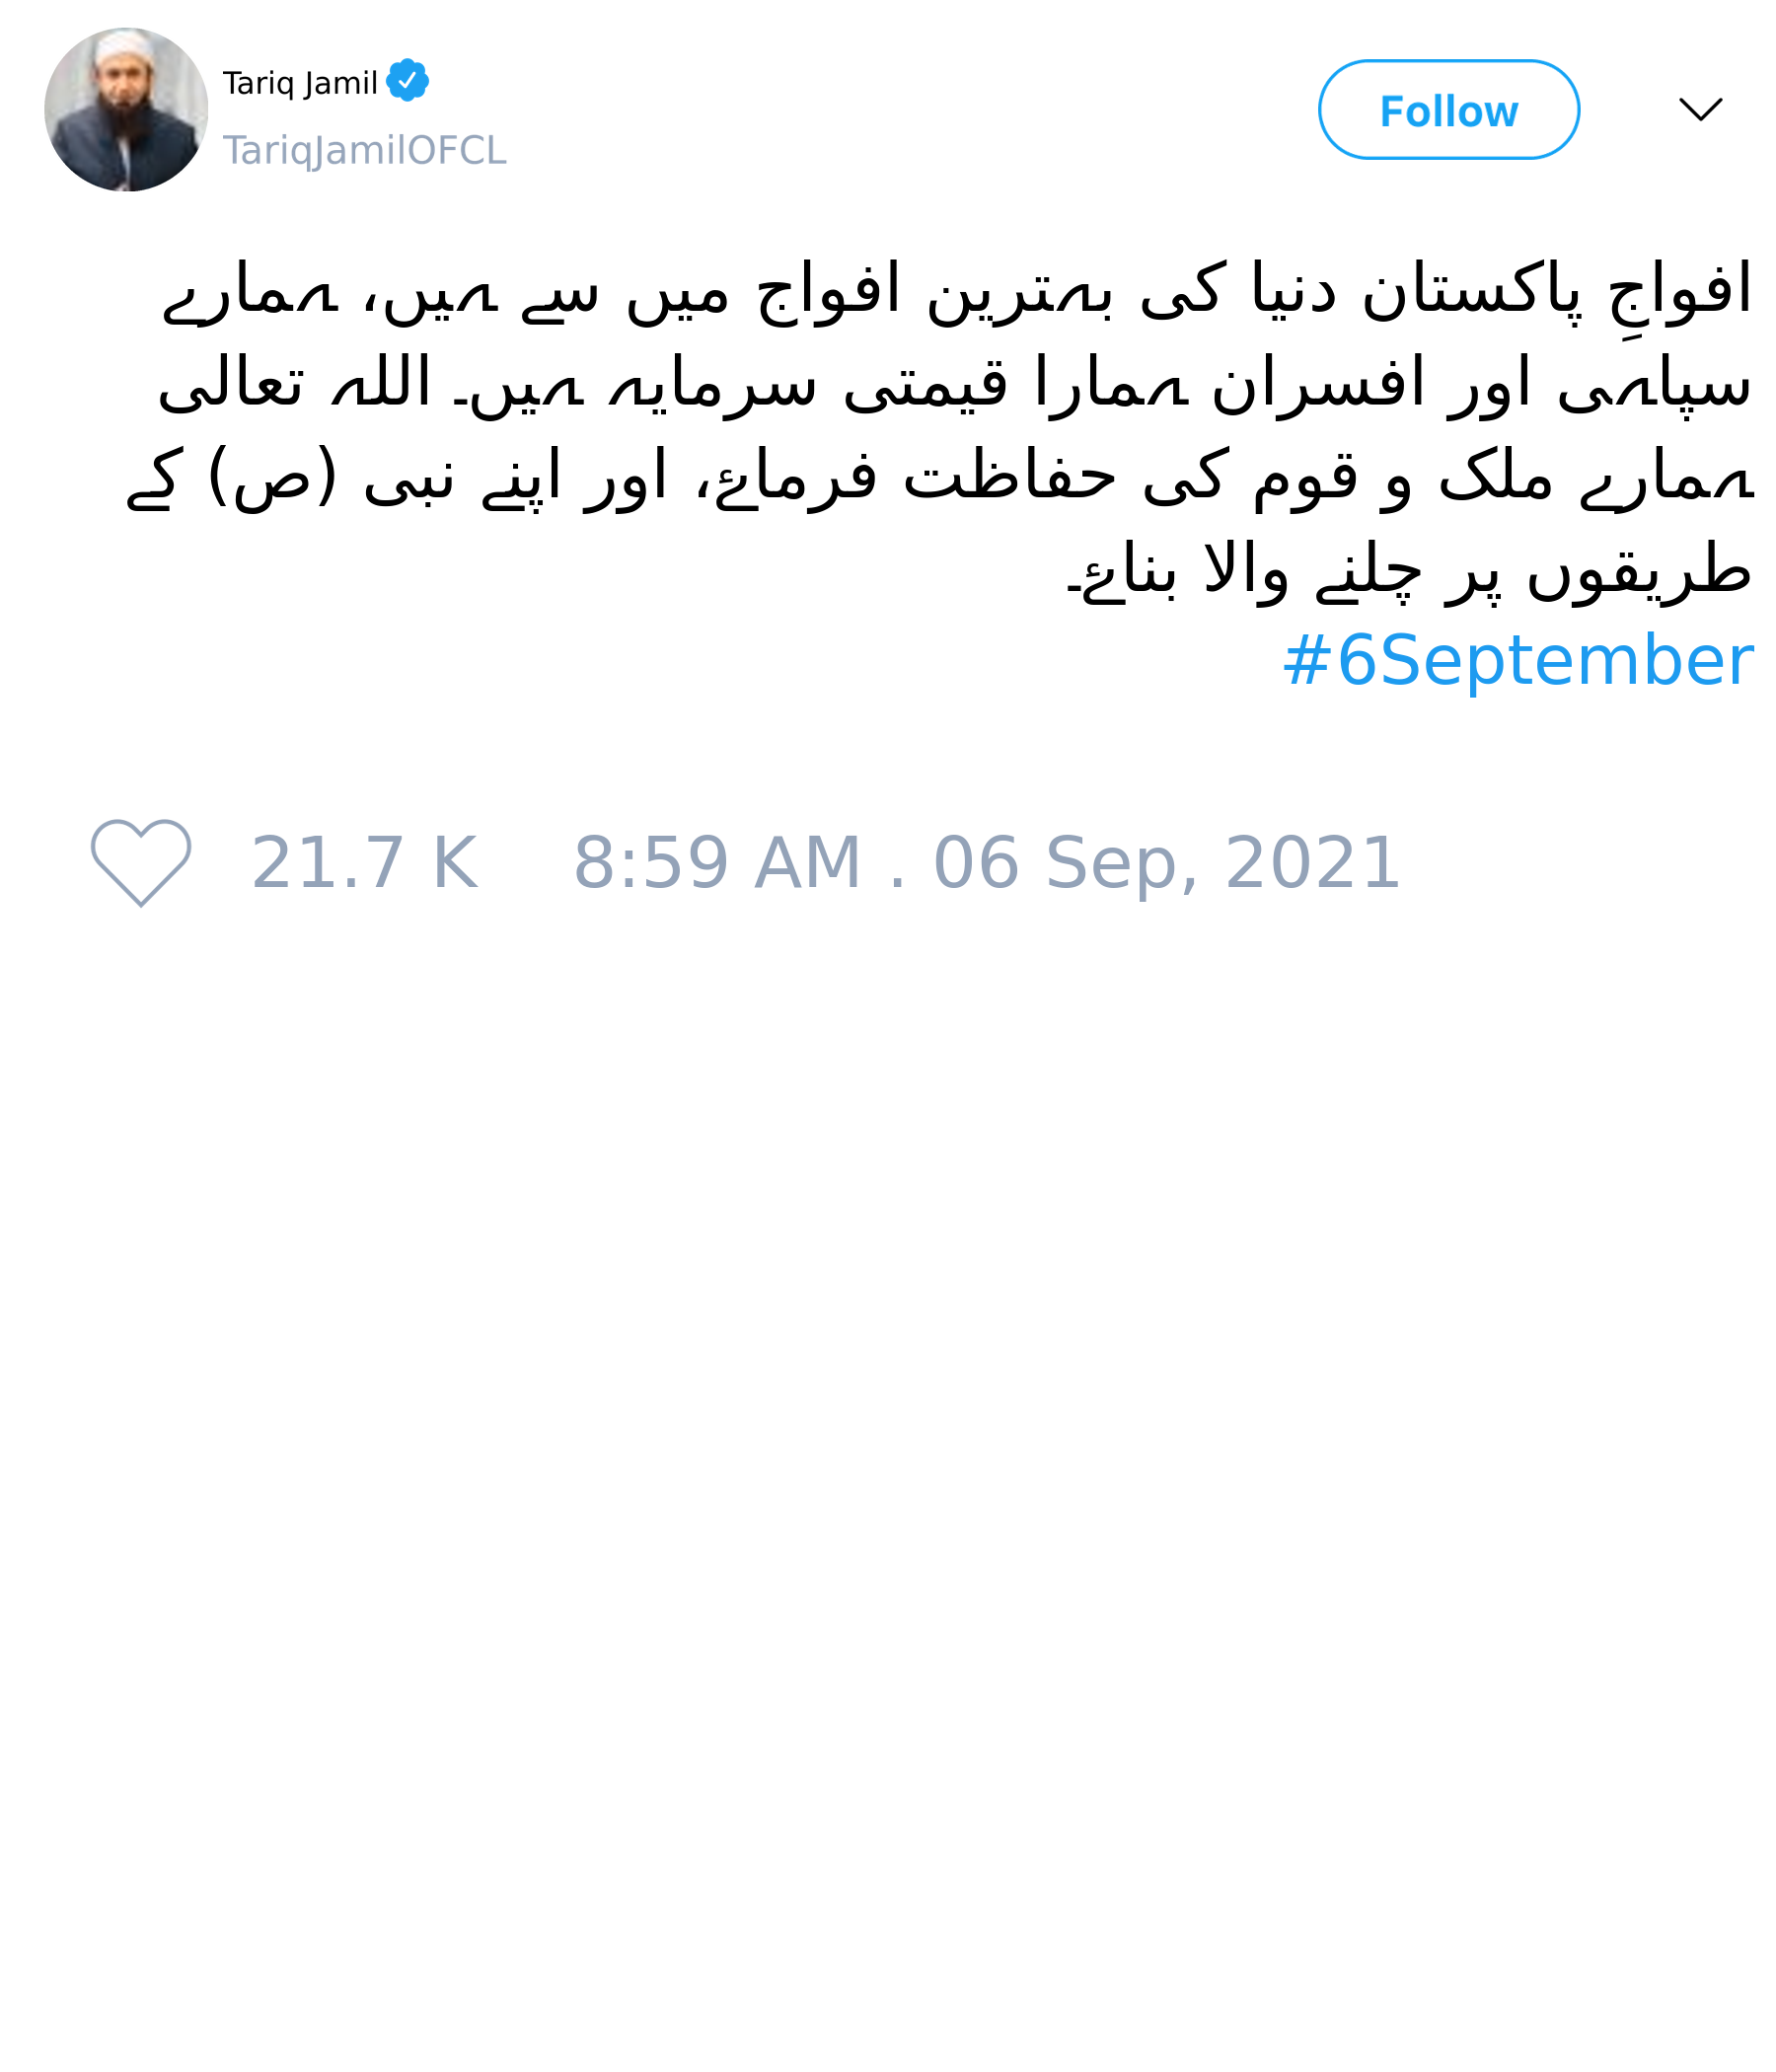 Tariq Jamil
TariqJamilOFCL
Follow
افواجِ پاکستان دنیا کی بہترین افواج میں سے ہیں، ہمارے
سپاہی اور افسران ہمارا قیمتی سرمایہ ہیں۔ اللہ تعالی
ہمارے ملک و قوم کی حفاظت فرمائے، اور اپنے نبی (ص) کے
طریقوں پر چلنے والا بنائے۔
#6September
21.7 K 8:59 AM . 06 Sep, 2021